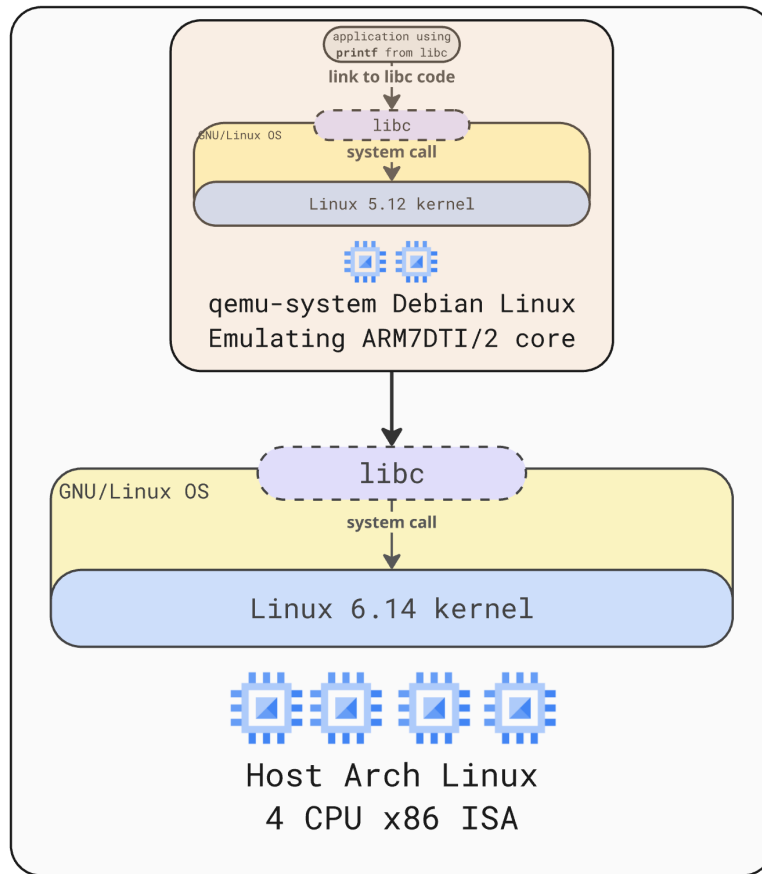 application using
printf from libc
link to libc code
libc
GNU/Linux OS
system call
Linux 5.12 kernel
qemu-system Debian Linux
Emulating ARM7DTI/2 core
libc
GNU/Linux OS
system call
Linux 6.14 kernel
Host Arch Linux
4 CPU x86 ISA